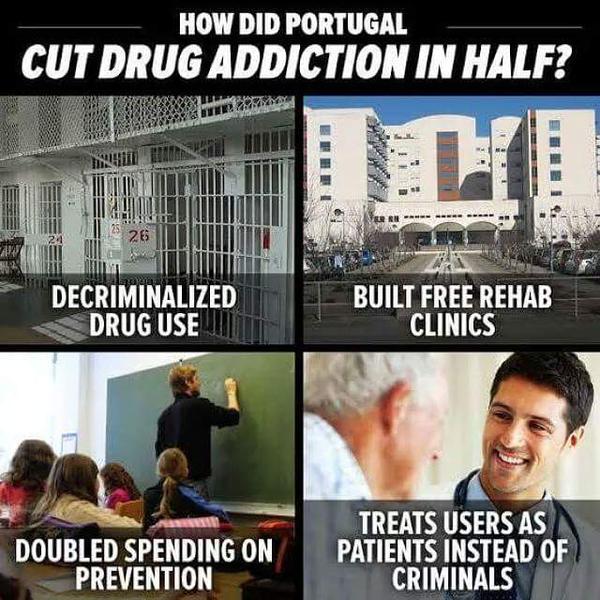 HOW DID PORTUGAL
CUT DRUG ADDICTION IN HALF?
24
25
26
DECRIMINALIZED
DRUG USE
BUILT FREE REHAB
CLINICS
DOUBLED SPENDING ON
PREVENTION
TREATS USERS AS
PATIENTS INSTEAD OF
CRIMINALS